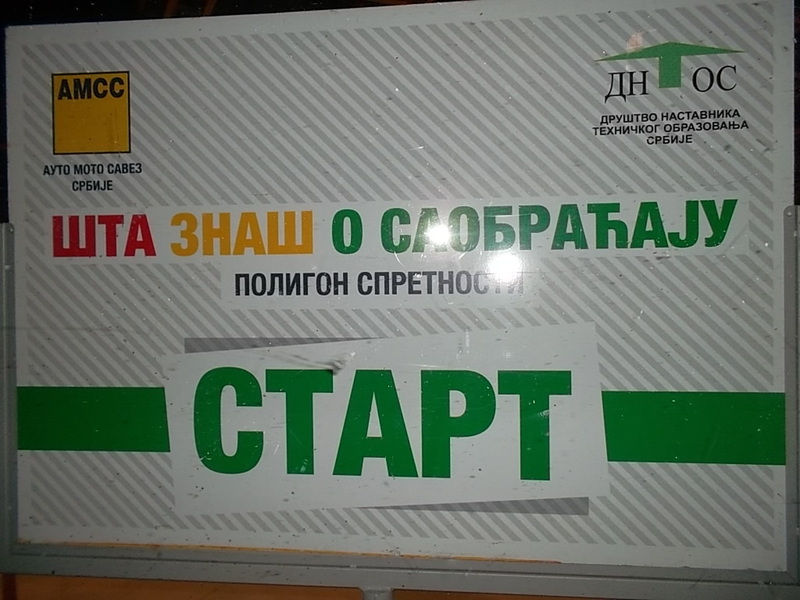 АМСС
АУТО МОТО САВЕЗ
СРБИЈЕ
ДНТОС
ДРУШТВО НАСТАВНИКА
ТЕХНИЧКОГ ОБРАЗОВАЊА
СРБИЈЕ
ШТА ЗНАШ О САОБРАЋАЈУ
ПОЛИГОН СПРЕТНОСТИ
СТАРТ